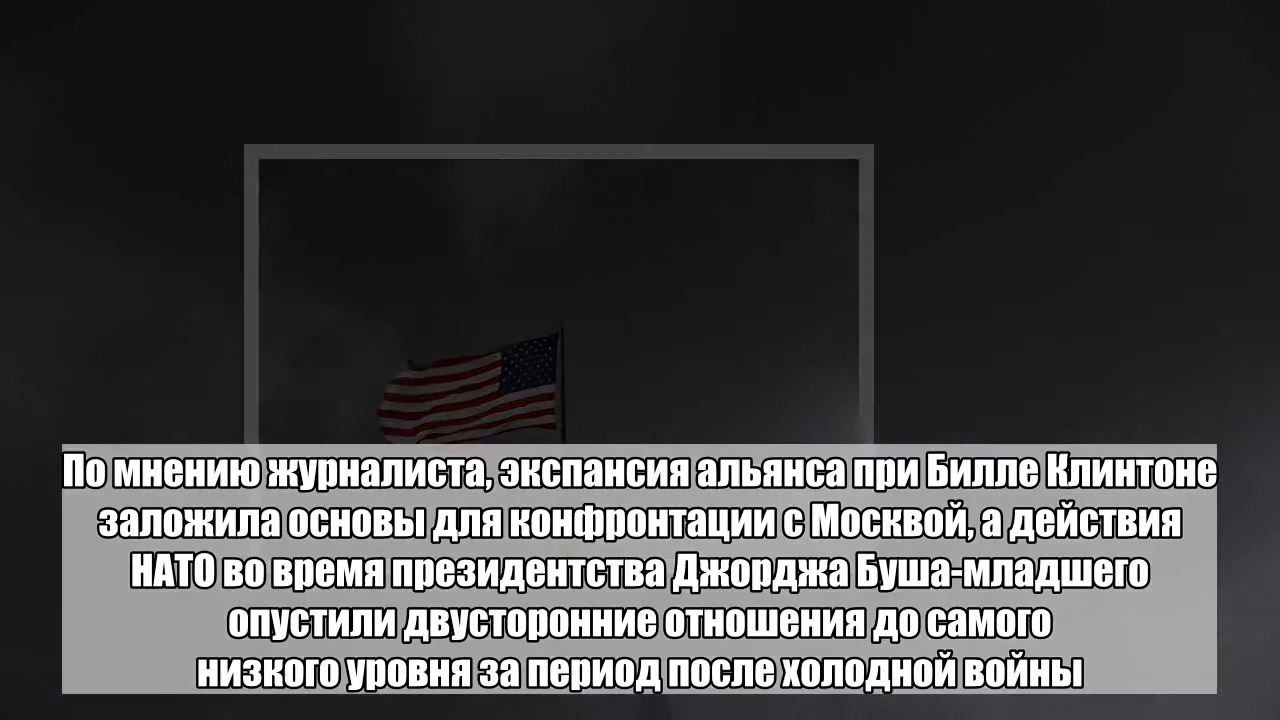 По мнению журналиста, экспансия альянса при Билле Клинтоне
заложила основы для конфронтации с Москвой, а действия
НАТО во время президентства Джорджа Буша-младшего
опустили двусторонние отношения до самого
низкого уровня за период после холодной войны